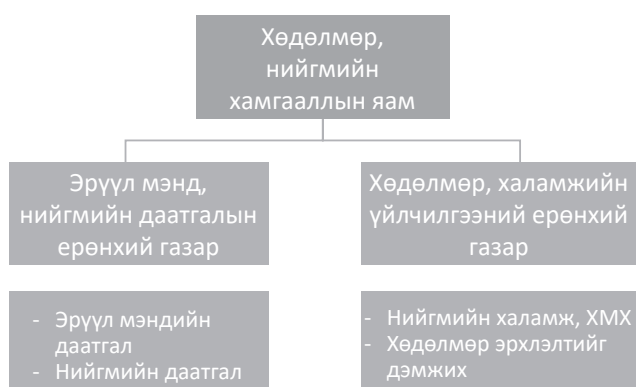 Хөдөлмөр,
нийгмийн
хамгааллын яам
Эрүүл мэнд,
нийгмийн даатгалын
ерөнхий газар
Хөдөлмөр, халамжийн
үйлчилгээний ерөнхий
газар
- Эрүүл мэндийн
даатгал
- Нийгмийн даатгал
- Нийгмийн халамж, ХМХ
- Хөдөлмөр эрхлэлтийг
дэмжих